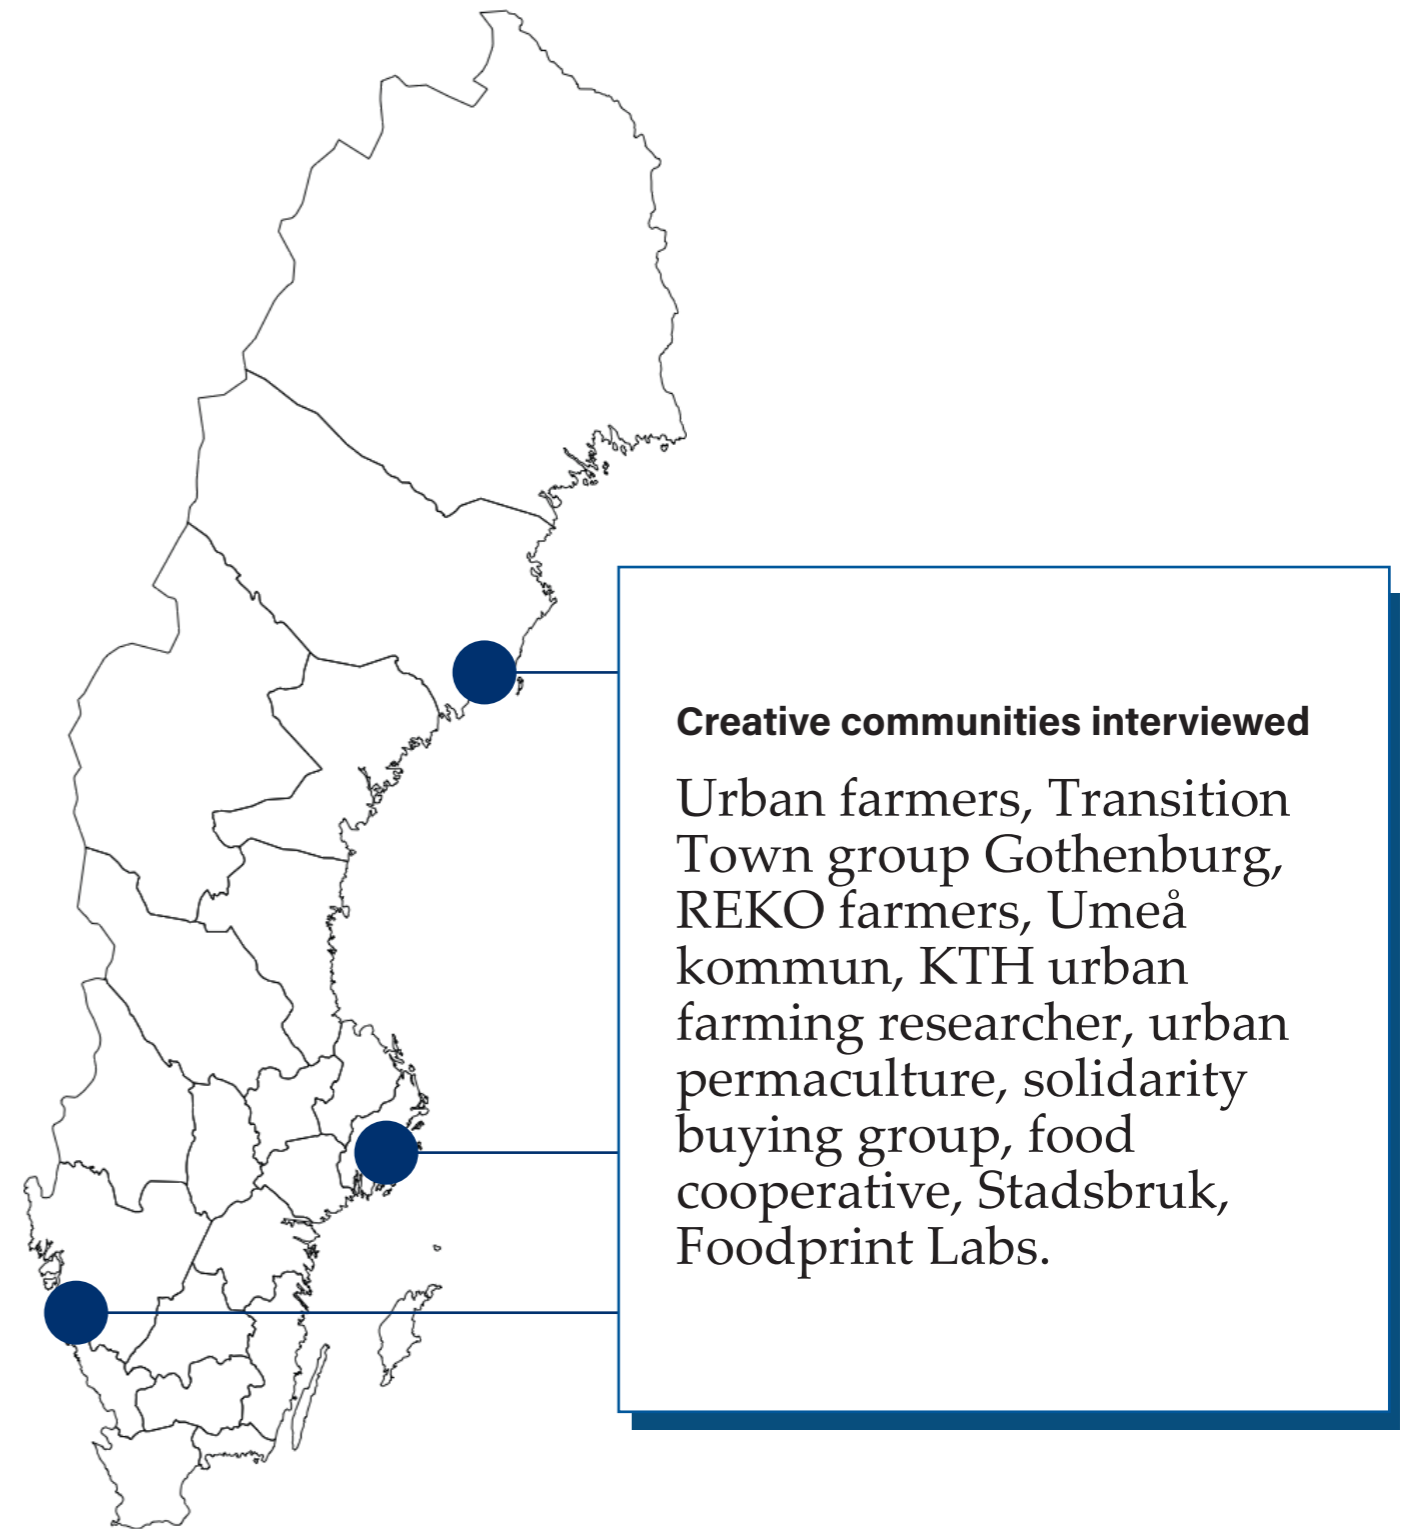 Creative communities interviewed
Urban farmers, Transition
Town group Gothenburg,
REKO farmers, Umeå
kommun, KTH urban
farming researcher, urban
permaculture, solidarity
buying group, food
cooperative, Stadsbruk,
Foodprint Labs.